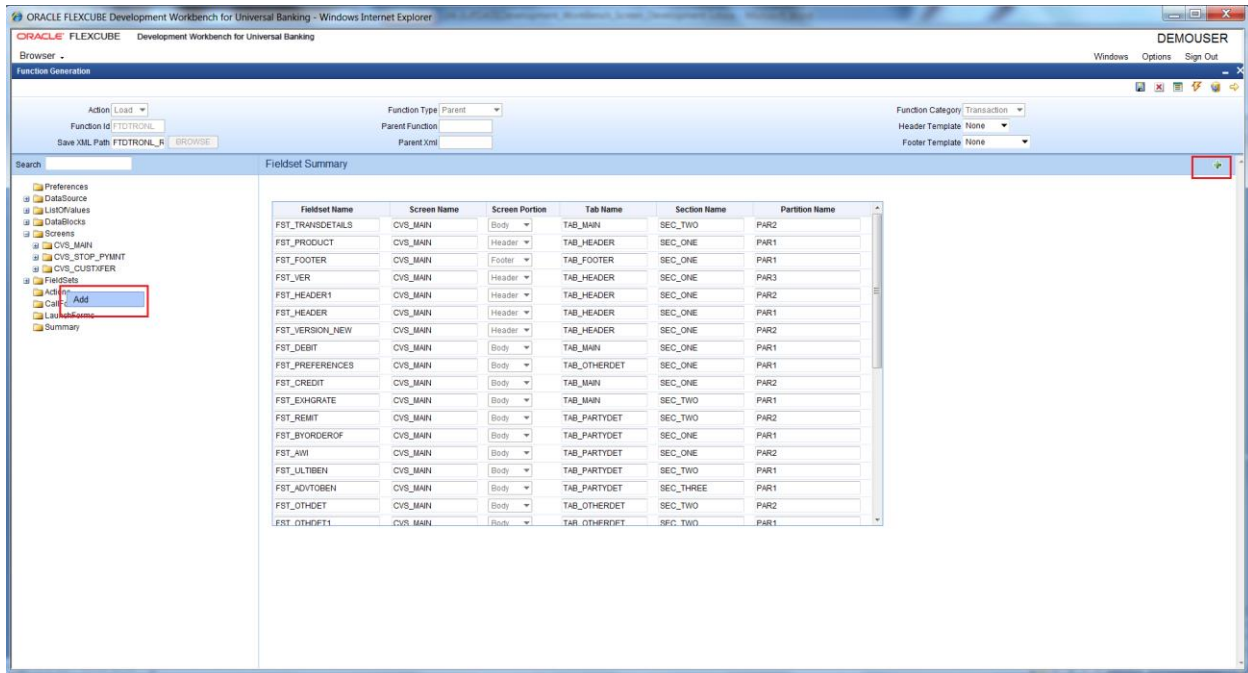 ORACLE FLEXCUBE Development Workbench for Universal Banking - Windows Internet Explorer
ORACLE FLEXCUBE Development Workbench for Universal Banking DEMOUSER
Browser Windows Options Sign Out
Function Generation
Action Load Function Type Parent Function Category Transaction
Function Id FTDTRONL Parent Function Header Template None
Save XML Path FTDTRONL_R BROWSE Parent Xml Footer Template None
Search Fieldset Summary
Preferences
DataSource
ListOfValues
DataBlocks
Screens
CVS_MAIN
CVS_STOP_PYMNT
CVS_CUSTXFER
FieldSets
Actions
Add
CallFo
LaunchForms
Summary
Fieldset Name Screen Name Screen Portion Tab Name Section Name Partition Name
FST_TRANSDETAILS CVS_MAIN Body TAB_MAIN SEC_TWO PAR2
FST_PRODUCT CVS_MAIN Header TAB_HEADER SEC_ONE PAR1
FST_FOOTER CVS_MAIN Footer TAB_FOOTER SEC_ONE PAR1
FST_VER CVS_MAIN Header TAB_HEADER SEC_ONE PAR3
FST_HEADER1 CVS_MAIN Header TAB_HEADER SEC_ONE PAR2
FST_HEADER CVS_MAIN Header TAB_HEADER SEC_ONE PAR1
FST_VERSION_NEW CVS_MAIN Header TAB_HEADER SEC_ONE PAR2
FST_DEBIT CVS_MAIN Body TAB_MAIN SEC_ONE PAR1
FST_PREFERENCES CVS_MAIN Body TAB_OTHERDET SEC_ONE PAR1
FST_CREDIT CVS_MAIN Body TAB_MAIN SEC_ONE PAR2
FST_EXHGRATE CVS_MAIN Body TAB_MAIN SEC_TWO PAR1
FST_REMIT CVS_MAIN Body TAB_PARTYDET SEC_TWO PAR2
FST_BYORDEROF CVS_MAIN Body TAB_PARTYDET SEC_ONE PAR1
FST_AWI CVS_MAIN Body TAB_PARTYDET SEC_ONE PAR2
FST_ULTIBEN CVS_MAIN Body TAB_PARTYDET SEC_TWO PAR1
FST_ADVTOBEN CVS_MAIN Body TAB_PARTYDET SEC_THREE PAR1
FST_OTHDET CVS_MAIN Body TAB_OTHERDET SEC_TWO PAR2
FST_OTHDET1 CVS_MAIN Body TAB_OTHERDET SEC_TWO PAR1